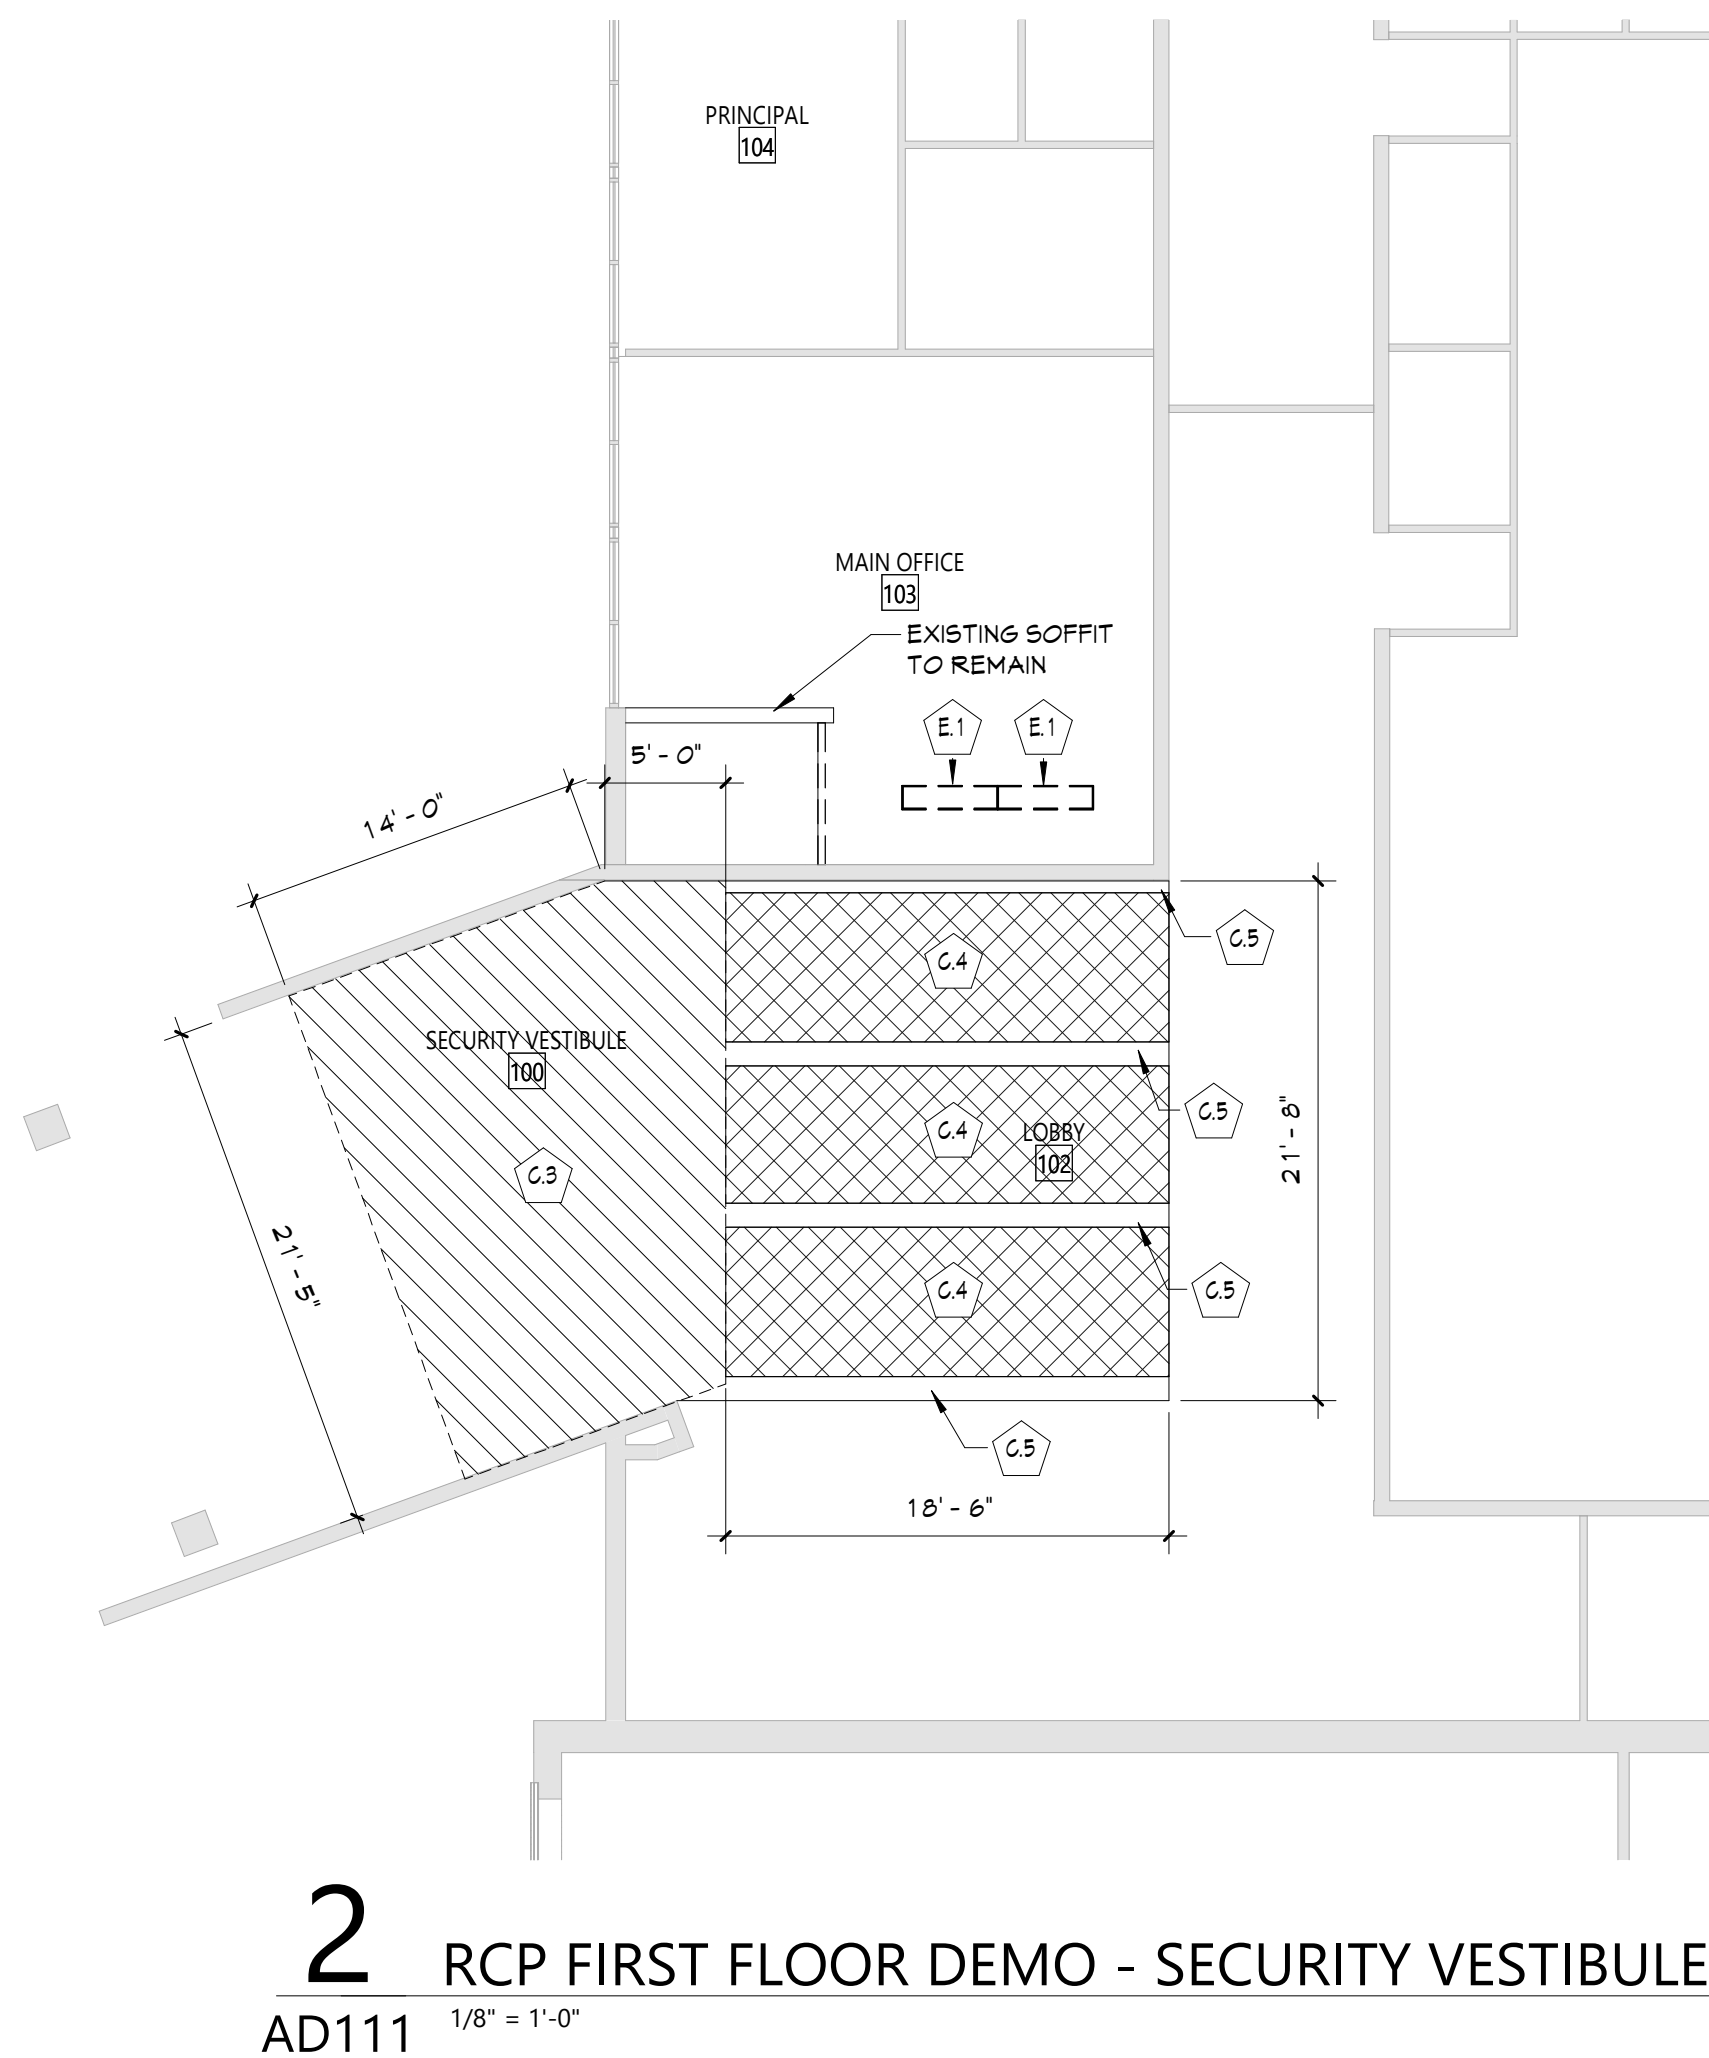 PRINCIPAL
104
MAIN OFFICE
103
EXISTING SOFFIT
TO REMAIN
E.1
E.1
5' - 0"
14' - 0"
C.5
C.4
SECURITY VESTIBULE
100
C.5
C.4
LOBBY
102
21' - 8"
C.3
21' - 5"
C.4
C.5
C.5
18' - 6"
2
RCP FIRST FLOOR DEMO - SECURITY VESTIBULE
AD111
1/8" = 1'-0"